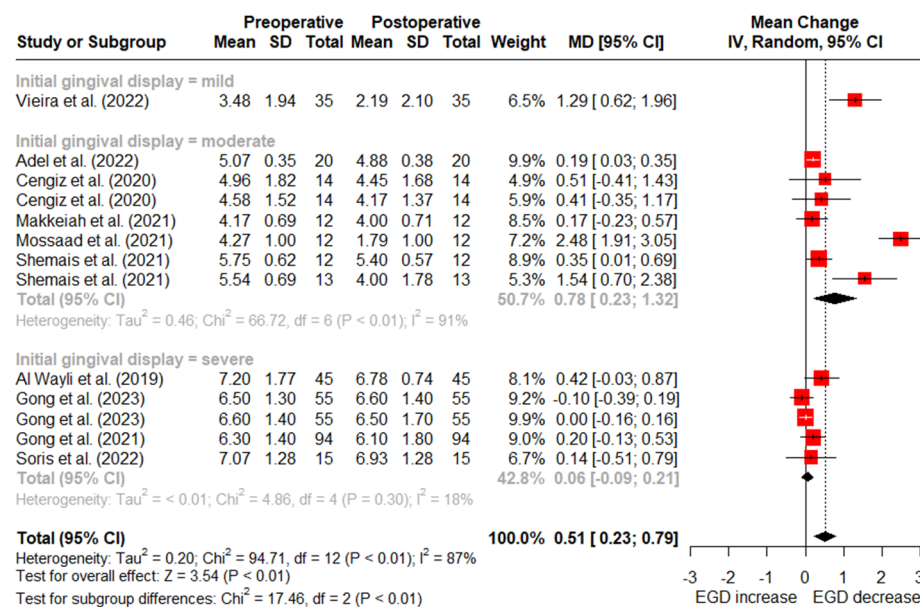 Preoperative Postoperative Mean Change
Study or Subgroup Mean SD Total Mean SD Total Weight MD [95% CI] IV, Random, 95% CI
Initial gingival display = mild
Vieira et al. (2022) 3.48 1.94 35 2.19 2.10 35 6.5% 1.29 [ 0.62; 1.96]
Initial gingival display = moderate
Adel et al. (2022) 5.07 0.35 20 4.88 0.38 20 9.9% 0.19 [ 0.03; 0.35]
Cengiz et al. (2020) 4.96 1.82 14 4.45 1.68 14 4.9% 0.51 [-0.41; 1.43]
Cengiz et al. (2020) 4.58 1.52 14 4.17 1.37 14 5.7% 0.41 [-0.35; 1.17]
Makkeiah et al. (2021) 4.17 0.69 12 4.00 0.71 12 8.5% 0.17 [-0.23; 0.57]
Mossaad et al. (2021) 4.27 1.00 12 1.79 1.00 12 7.2% 2.48 [ 1.91; 3.05]
Shemais et al. (2021) 5.75 0.62 12 5.40 0.57 12 8.9% 0.35 [ 0.01; 0.69]
Shemais et al. (2021) 5.54 0.69 13 4.00 1.78 13 5.3% 1.54 [ 0.70; 2.38]
Total (95% CI) 50.7% 0.78 [ 0.23; 1.32]
Heterogeneity: Tau² = 0.46; Chi² = 66.72, df = 6 (P < 0.01); I² = 91%
Initial gingival display = severe
Al Wayli et al. (2019) 7.20 1.77 45 6.78 0.74 45 8.1% 0.42 [-0.03; 0.87]
Gong et al. (2023) 6.50 1.30 55 6.60 1.40 55 9.2% -0.10 [-0.39; 0.19]
Gong et al. (2023) 6.60 1.40 55 6.50 1.70 55 9.9% 0.00 [-0.16; 0.16]
Gong et al. (2021) 6.30 1.40 94 6.10 1.80 94 9.0% 0.20 [-0.13; 0.53]
Soris et al. (2022) 7.07 1.28 15 6.93 1.28 15 6.7% 0.14 [-0.51; 0.79]
Total (95% CI) 42.8% 0.06 [-0.09; 0.21]
Heterogeneity: Tau² = < 0.01; Chi² = 4.86, df = 4 (P = 0.30); I² = 18%
Total (95% CI) 100.0% 0.51 [ 0.23; 0.79]
Heterogeneity: Tau² = 0.20; Chi² = 94.71, df = 12 (P < 0.01); I² = 87%
Test for overall effect: Z = 3.54 (P < 0.01)
Test for subgroup differences: Chi² = 17.46, df = 2 (P < 0.01)
-3 -2 -1 0 1 2 3
EGD increase EGD decrease